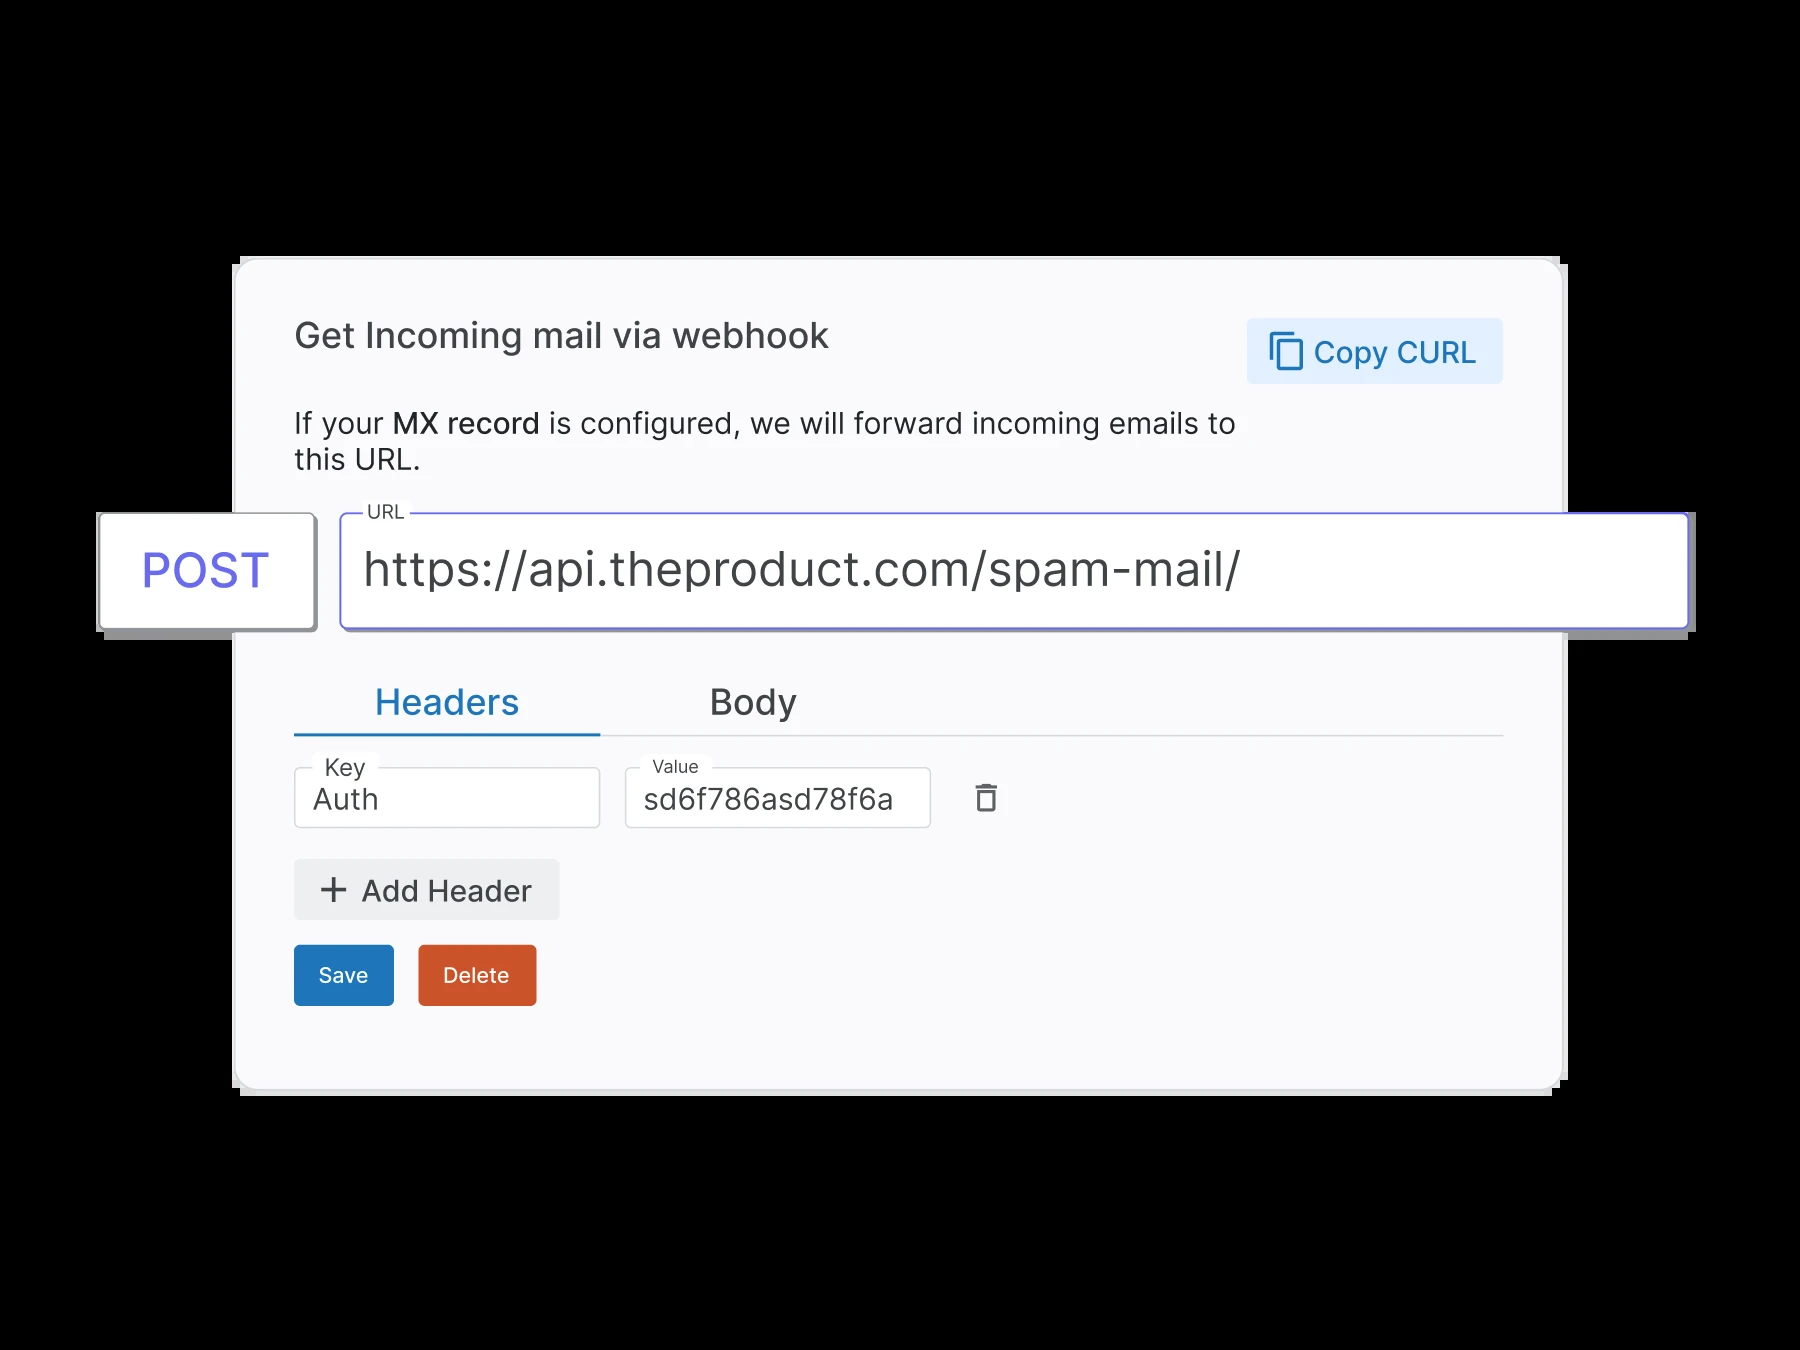 Get Incoming mail via webhook
Copy CURL
If your MX record is configured, we will forward incoming emails to
this URL.
POST
URL
https://api.theproduct.com/spam-mail/
Headers
Body
Key
Auth
Value
sd6f786asd78f6a
+ Add Header
Save
Delete